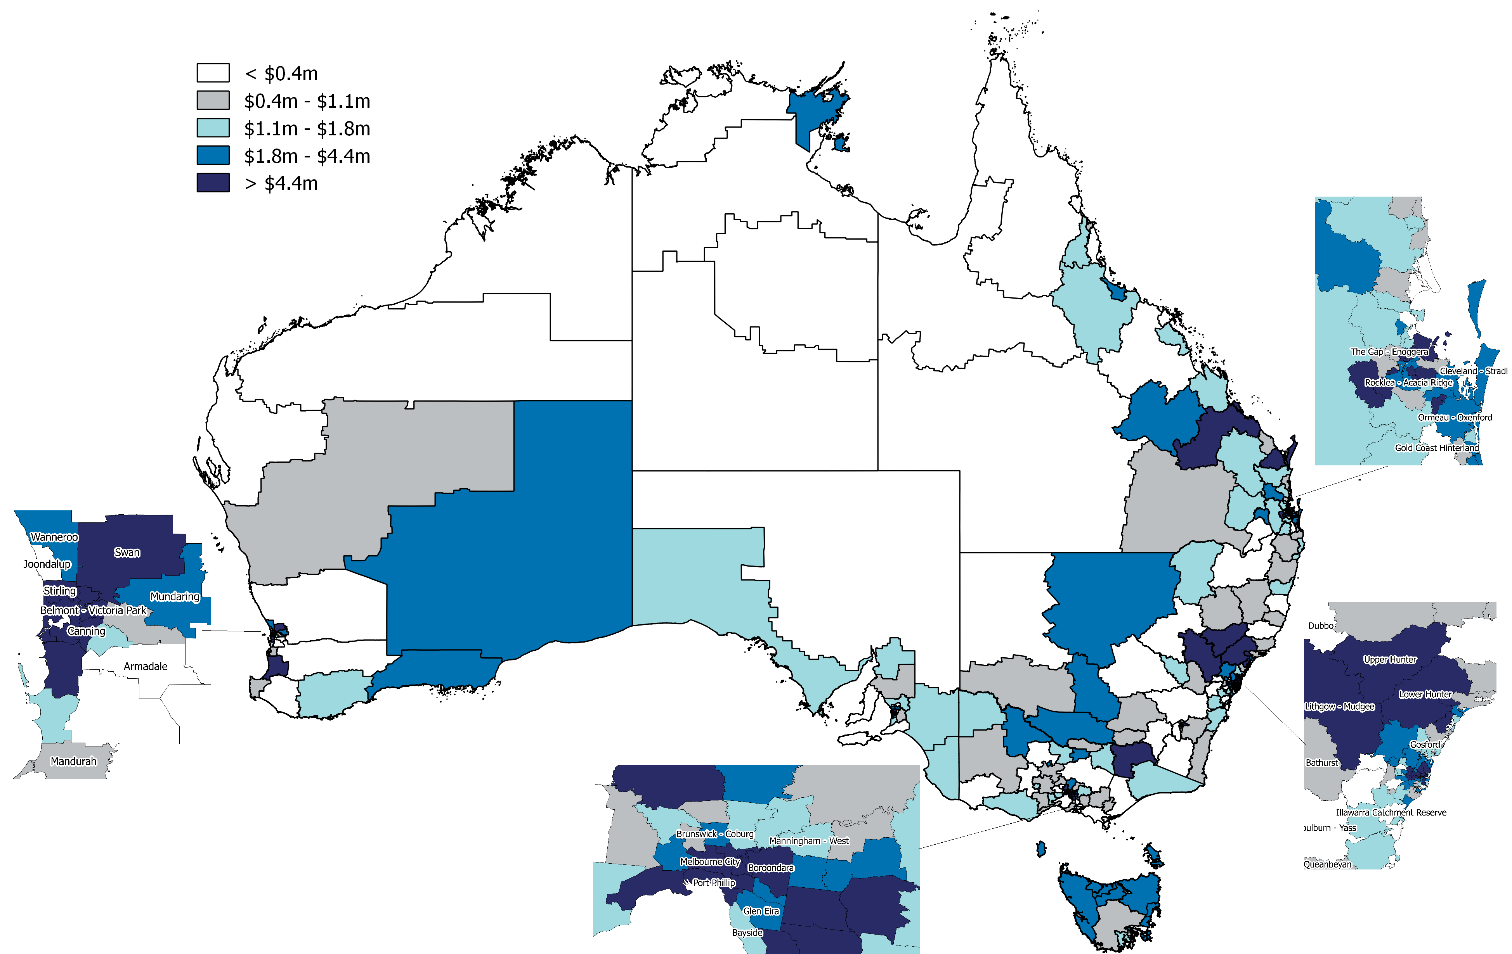 < $0.4m
$0.4m - $1.1m
$1.1m - $1.8m
$1.8m - $4.4m
> $4.4m
The Gap - Enoggera
Cleveland - Stradb
Rocklea - Acacia Ridge
Ormeau - Oxenford
Gold Coast Hinterland
Wanneroo
Swan
Joondalup
Stirling
Mundaring
Belmont - Victoria Park
Canning
Armadale
Mandurah
Dubbo
Upper Hunter
Lower Hunter
Lithgow - Mudgee
Gosford
Bathurst
Illawarra Catchment Reserve
oulburn - Yass
Queanbeyan
Brunswick - Coburg
Manningham - West
Melbourne City
Boroondara
Port Phillip
Glen Eira
Bayside